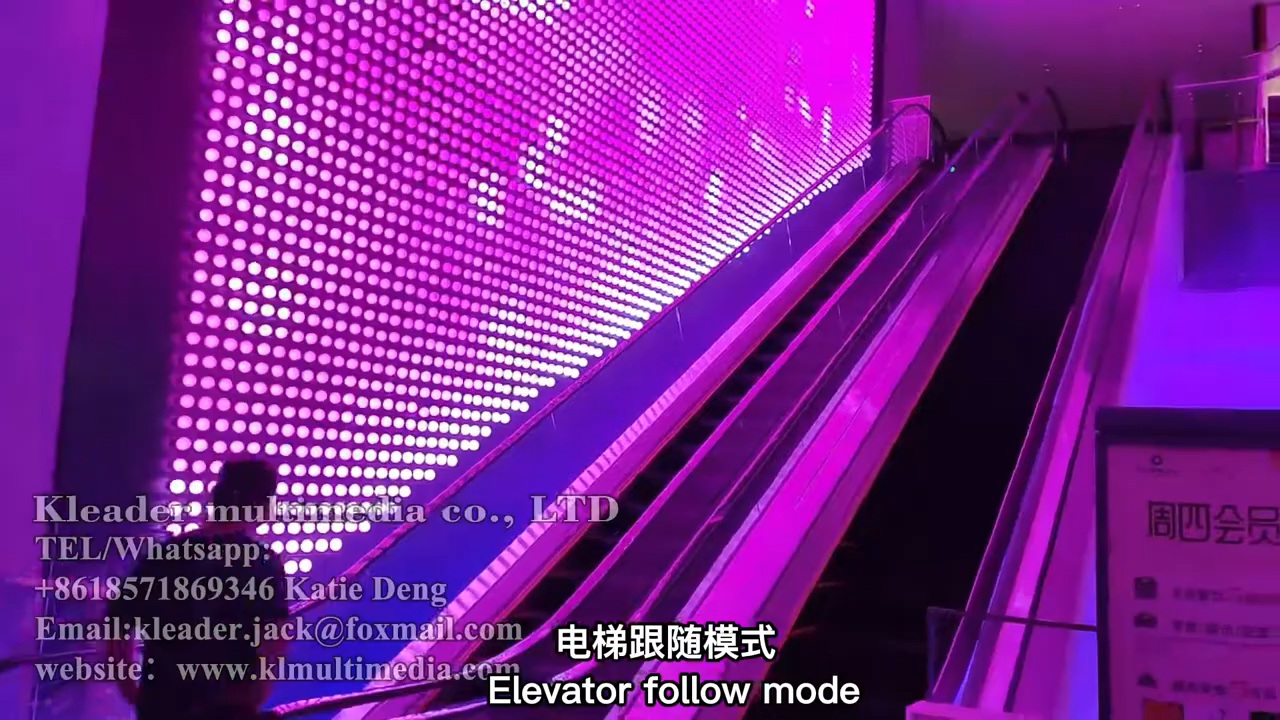 Kleader multimedia co., LTD
TEL/Whatsapp:
+8618571869346 Katie Deng
Email:kleader.jack@foxmail.com
website：www.klmultimedia.com
电梯跟随模式
Elevator follow mode
周四会员